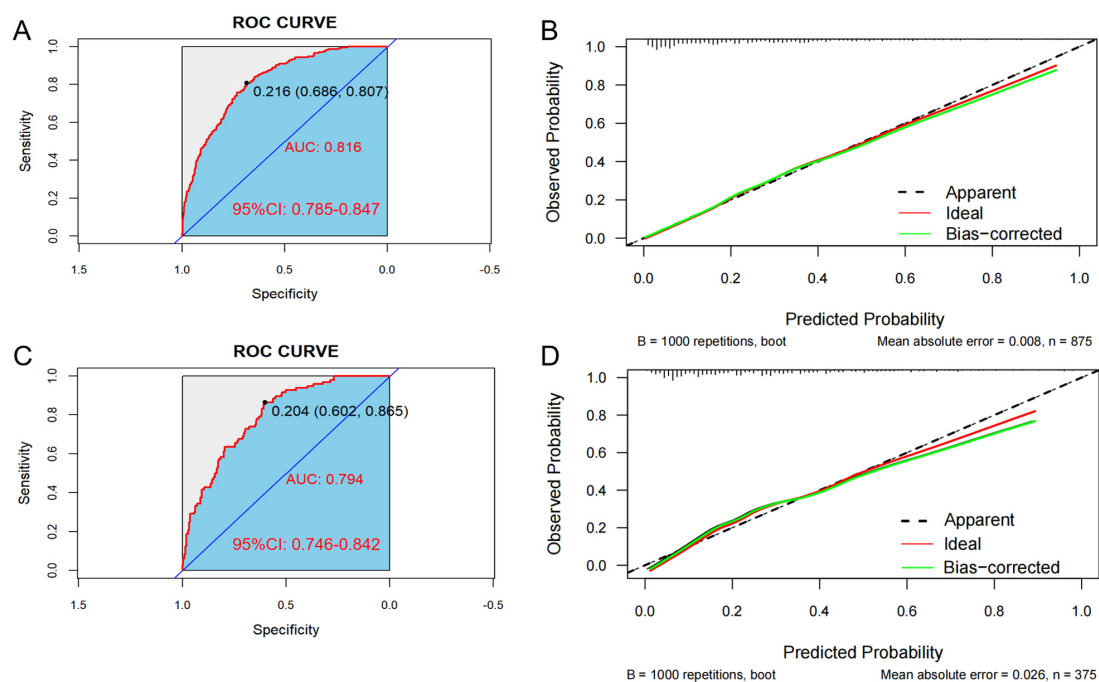 A
ROC CURVE
Sensitivity
0.0 0.2 0.4 0.6 0.8 1.0
0.216 (0.686, 0.807)
AUC: 0.816
95%CI: 0.785-0.847
1.5 1.0 0.5 0.0 -0.5
Specificity
B
Observed Probability
1.0
0.8
0.6
0.4
0.2
0.0
Apparent
Ideal
Bias-corrected
0.0 0.2 0.4 0.6 0.8 1.0
Predicted Probability
B = 1000 repetitions, boot
Mean absolute error = 0.008, n = 875
C
ROC CURVE
Sensitivity
0.0 0.2 0.4 0.6 0.8 1.0
0.204 (0.602, 0.865)
AUC: 0.794
95%CI: 0.746-0.842
1.5 1.0 0.5 0.0 -0.5
Specificity
D
Observed Probability
1.0
0.8
0.6
0.4
0.2
0.0
Apparent
Ideal
Bias-corrected
0.0 0.2 0.4 0.6 0.8 1.0
Predicted Probability
B = 1000 repetitions, boot
Mean absolute error = 0.026, n = 375